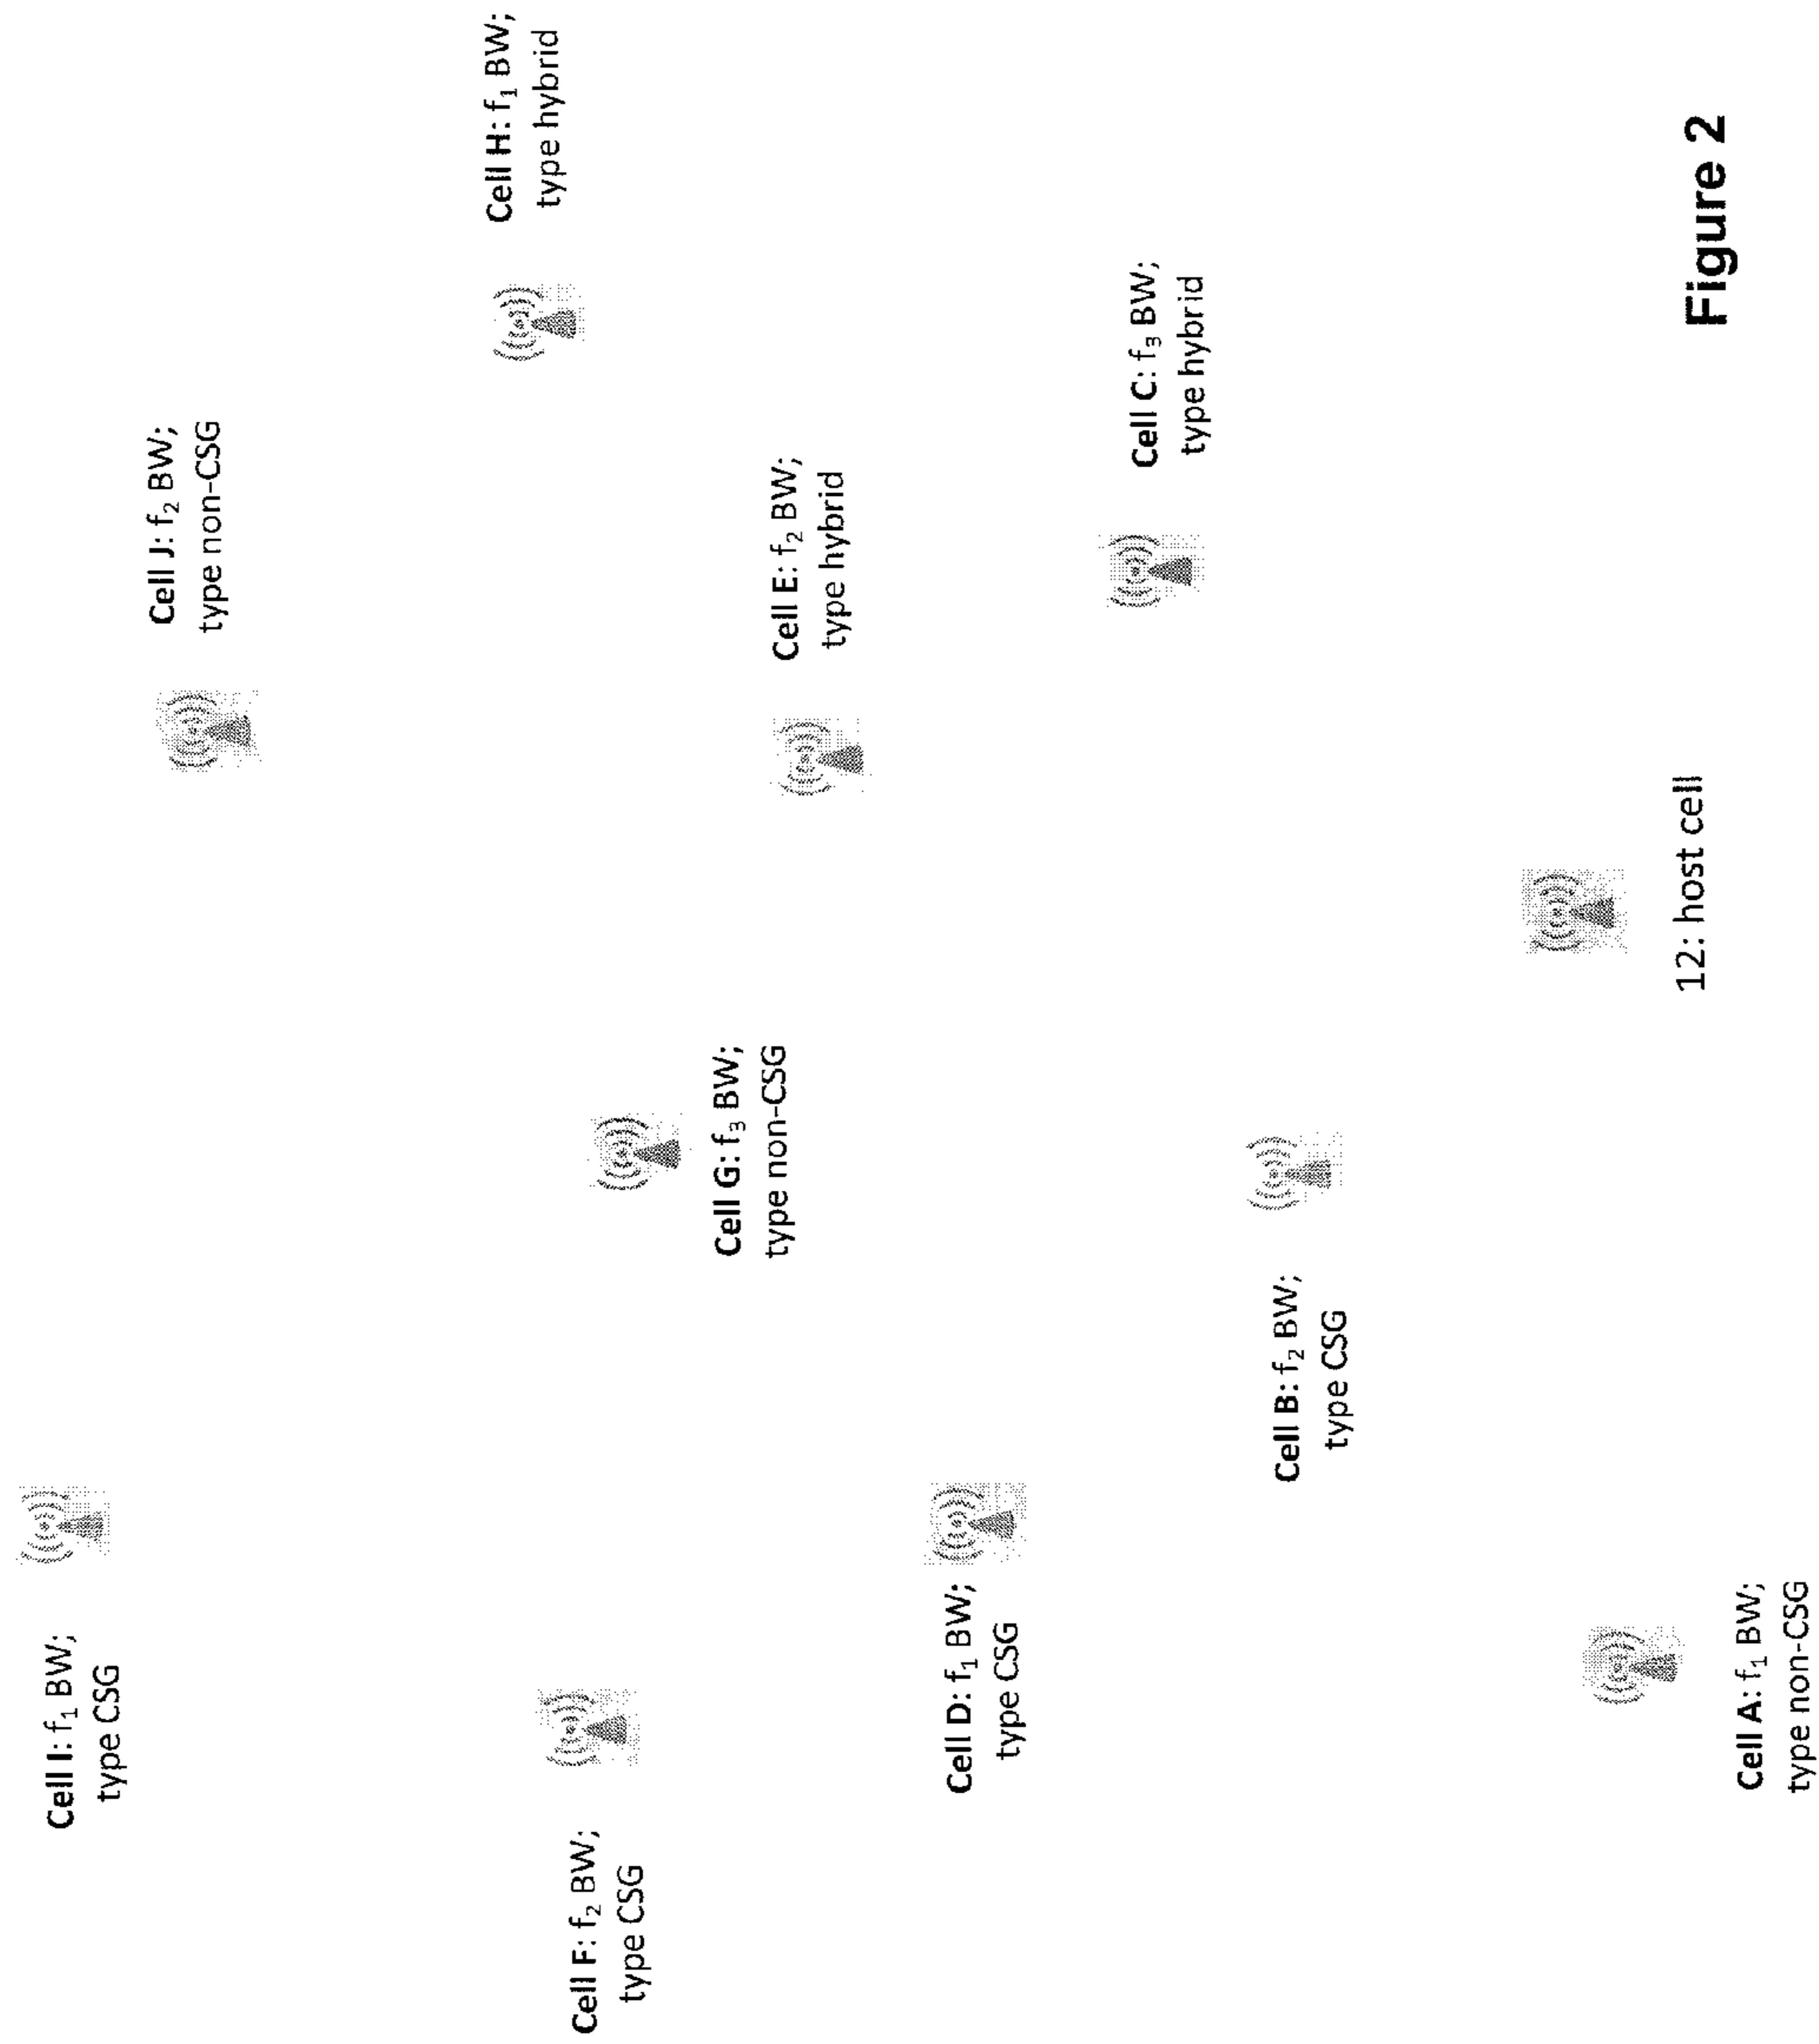 Cell I: f₁ BW;
type CSG
Cell J: f₂ BW;
type non-CSG
Cell F: f₂ BW;
type CSG
Cell H: f₁ BW;
type hybrid
Cell G: f₃ BW;
type non-CSG
Cell E: f₂ BW;
type hybrid
Cell D: f₁ BW;
type CSG
Cell C: f₃ BW;
type hybrid
Cell B: f₂ BW;
type CSG
12: host cell
Cell A: f₁ BW;
type non-CSG
Figure 2